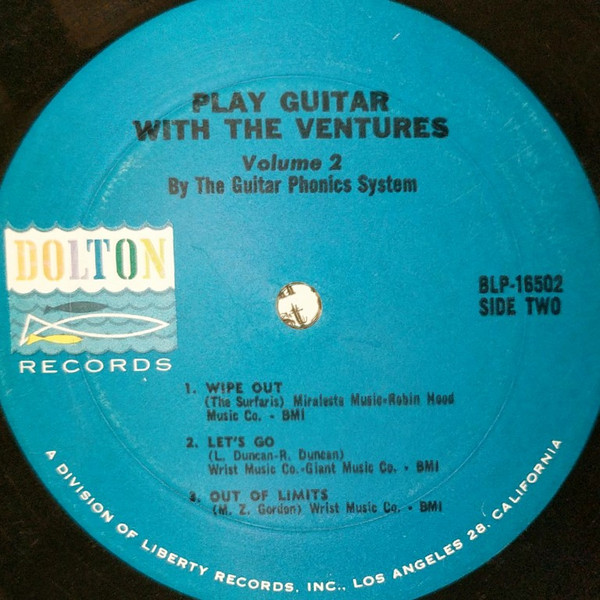 PLAY GUITAR
WITH THE VENTURES
Volume 2
By The Guitar Phonics System
DOLTON
RECORDS
BLP-16502
SIDE TWO
1. WIPE OUT
(The Surfaris) Miralesta Music-Robin Hood
Music Co. - BMI
2. LET'S GO
(L. Duncan-R. Duncan)
Wrist Music Co.-Giant Music Co. - BMI
3. OUT OF LIMITS
(M. Z. Gordon) Wrist Music Co. - BMI
A DIVISION OF LIBERTY RECORDS, INC., LOS ANGELES 28, CALIFORNIA